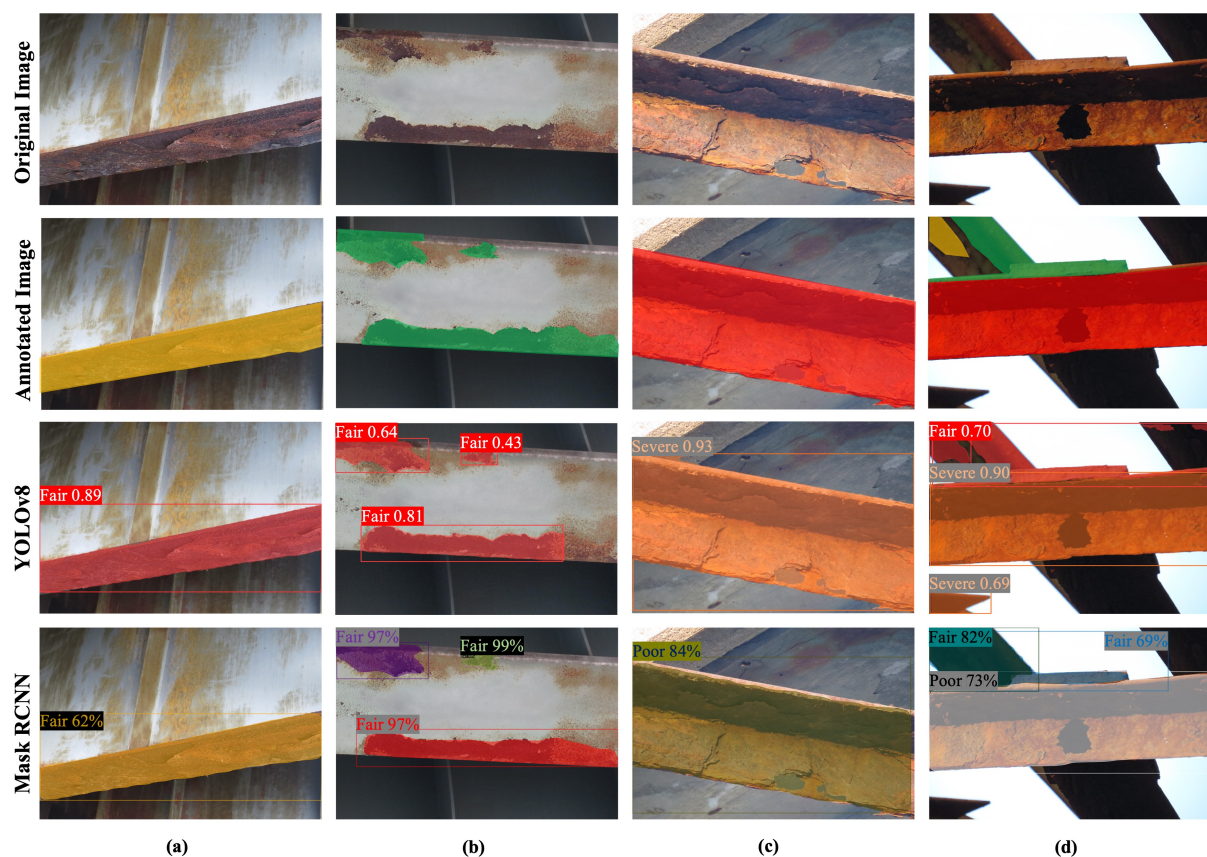 Original Image
Annotated Image
YOLOv8
Fair 0.89
Fair 0.64
Fair 0.43
Fair 0.81
Severe 0.93
Fair 0.70
Severe 0.90
Severe 0.69
Mask RCNN
Fair 62%
Fair 97%
Fair 99%
Fair 97%
Poor 84%
Fair 82%
Fair 69%
Poor 73%
(a)
(b)
(c)
(d)